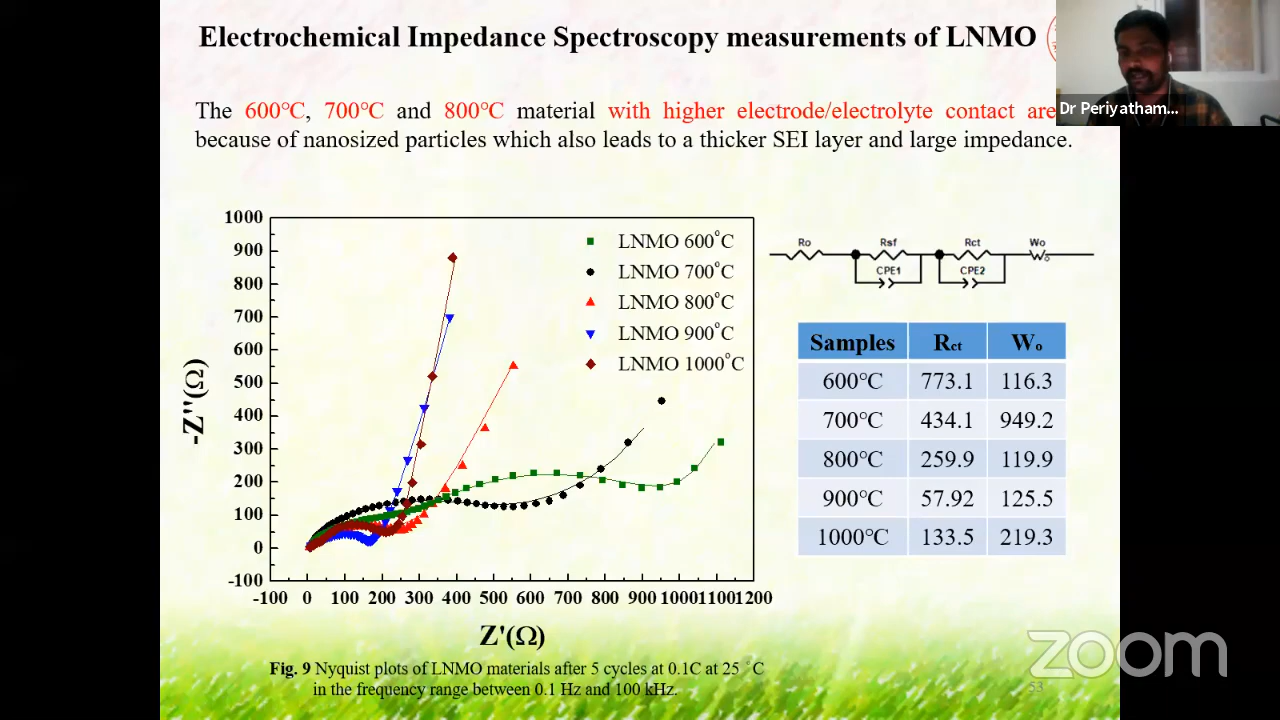 Electrochemical Impedance Spectroscopy measurements of LNMO
Dr Periyatham...
The 600℃, 700℃ and 800℃ material with higher electrode/electrolyte contact are
because of nanosized particles which also leads to a thicker SEI layer and large impedance.
1000
900
800
700
600
500
400
300
200
100
0
-100
-Z''(Ω)
LNMO 600°C
LNMO 700°C
LNMO 800°C
LNMO 900°C
LNMO 1000°C
-100 0 100 200 300 400 500 600 700 800 900 1000 1100 1200
Z'(Ω)
Ro Rsf Rct Wo
CPE1 CPE2
Samples Rct Wo
600℃ 773.1 116.3
700℃ 434.1 949.2
800℃ 259.9 119.9
900℃ 57.92 125.5
1000℃ 133.5 219.3
Fig. 9 Nyquist plots of LNMO materials after 5 cycles at 0.1C at 25 °C
in the frequency range between 0.1 Hz and 100 kHz.
zoom
53